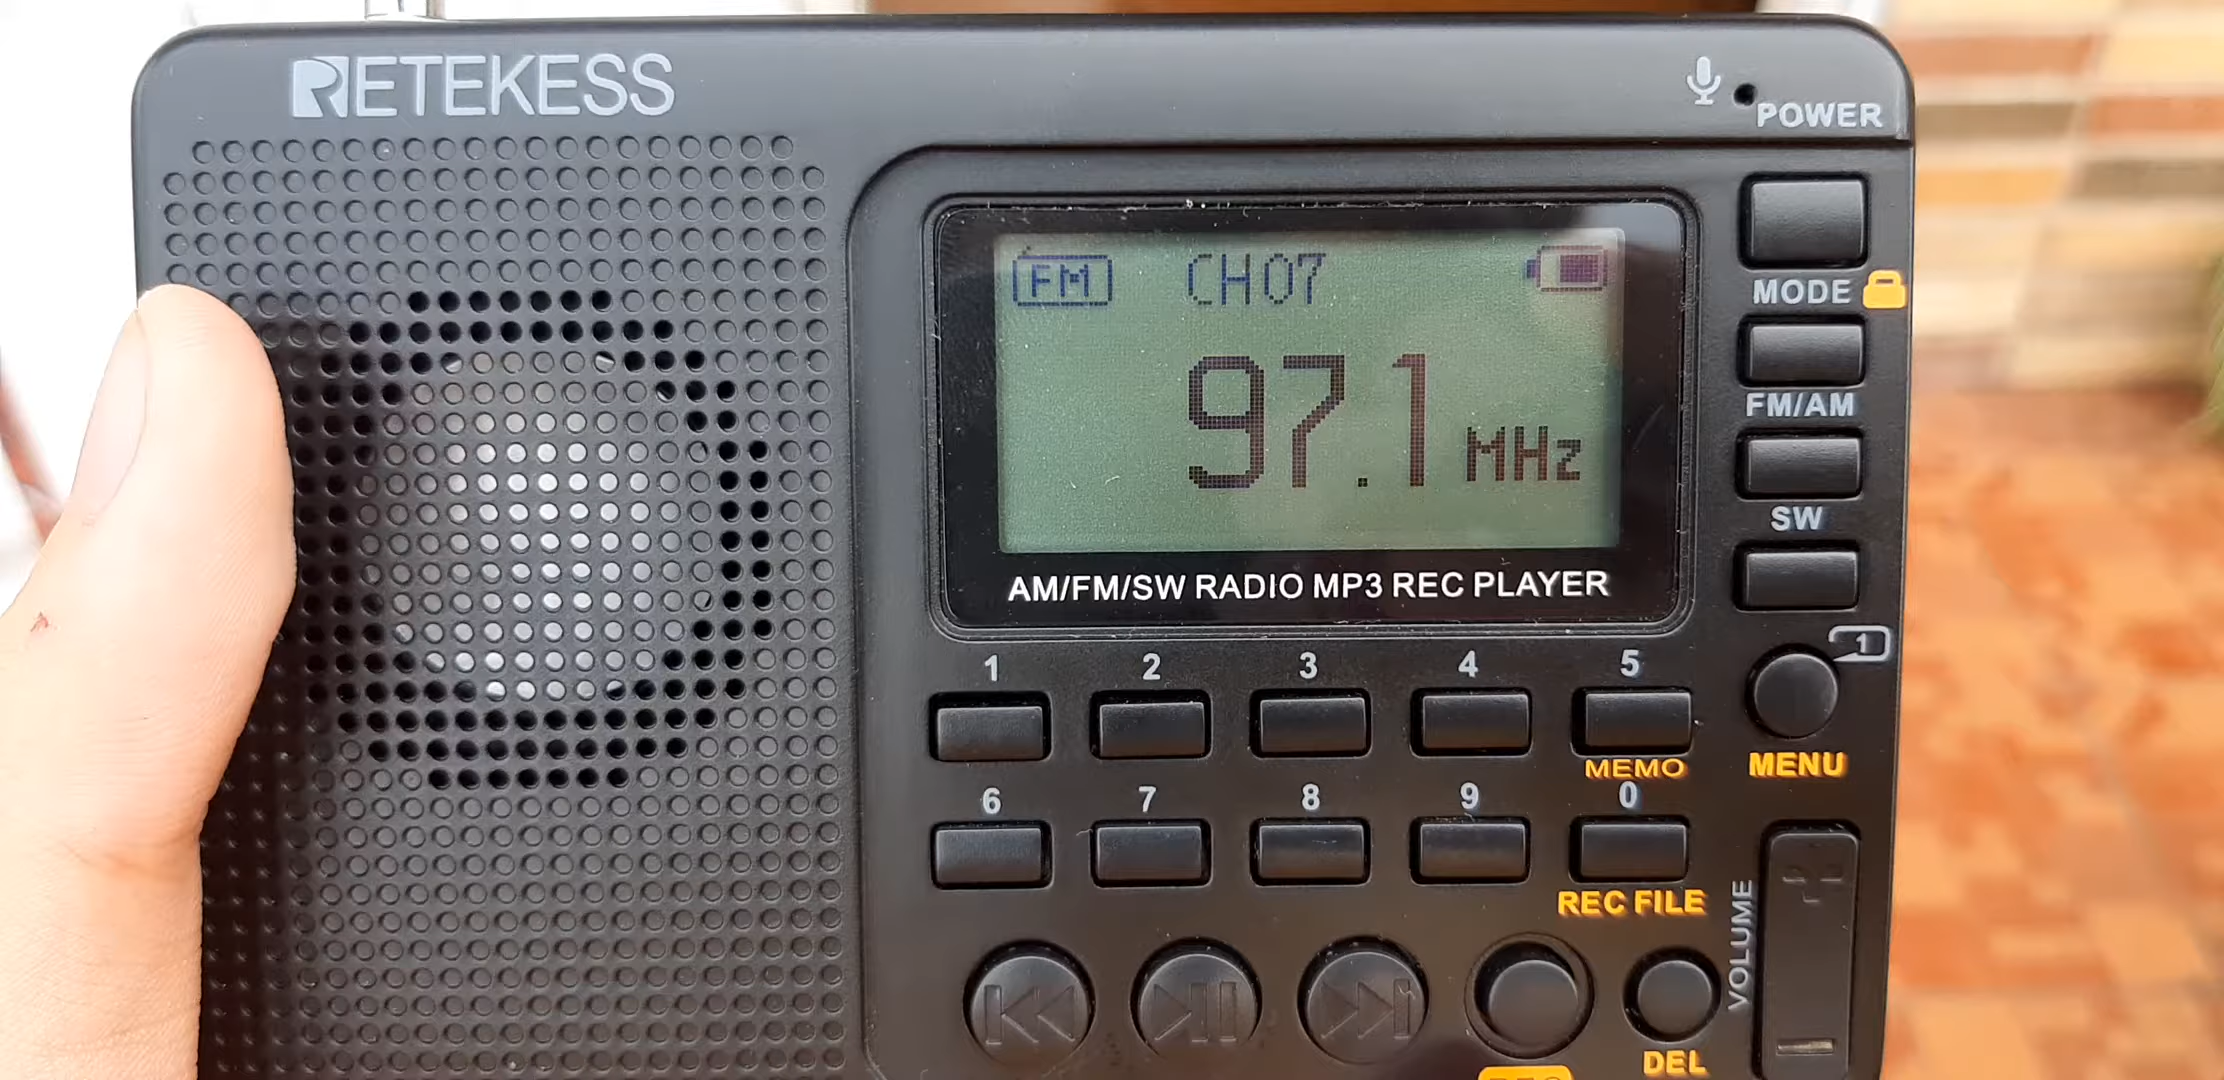 RETEKESS
POWER
FM CH07
97.1 MHz
AM/FM/SW RADIO MP3 REC PLAYER
MODE
FM/AM
SW
1 2 3 4 5
1
MEMO
MENU
6 7 8 9 0
REC FILE
VOLUME
DEL